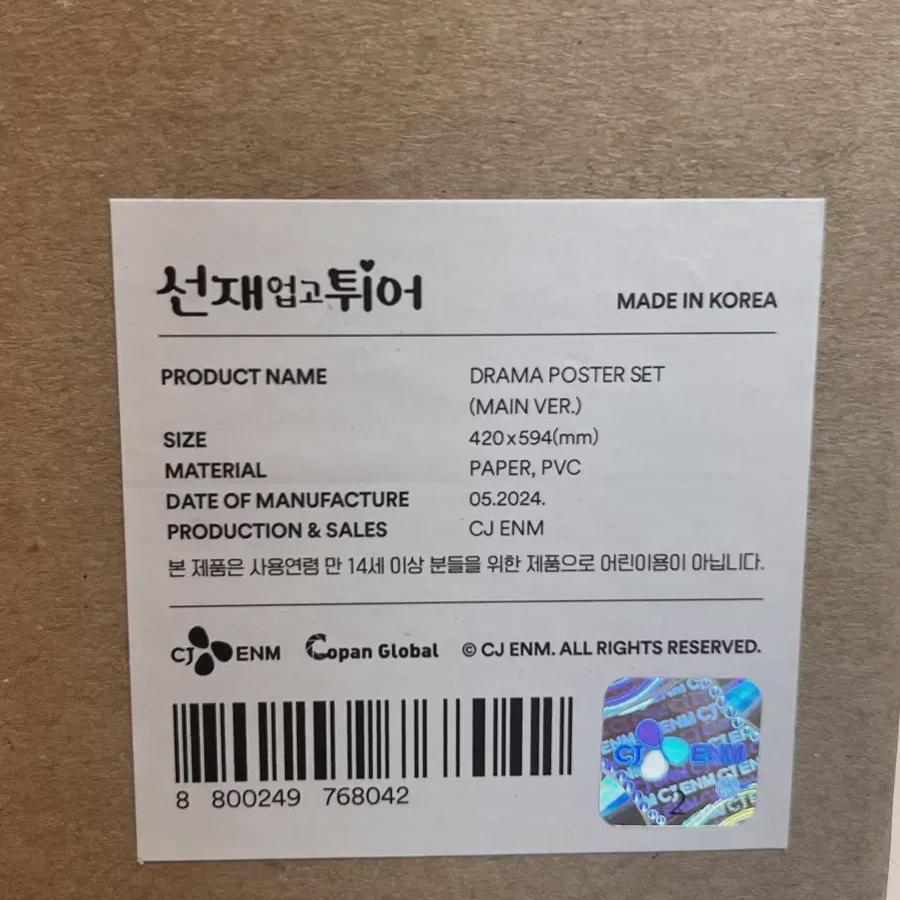 선재업고튀어
MADE IN KOREA
PRODUCT NAME DRAMA POSTER SET
(MAIN VER.)
SIZE 420x594(mm)
MATERIAL PAPER, PVC
DATE OF MANUFACTURE 05.2024.
PRODUCTION & SALES CJ ENM
본 제품은 사용연령 만 14세 이상 분들을 위한 제품으로 어린이용이 아닙니다.
CJ ENM Copan Global © CJ ENM. ALL RIGHTS RESERVED.
8 800249 768042
CJ ENM
2